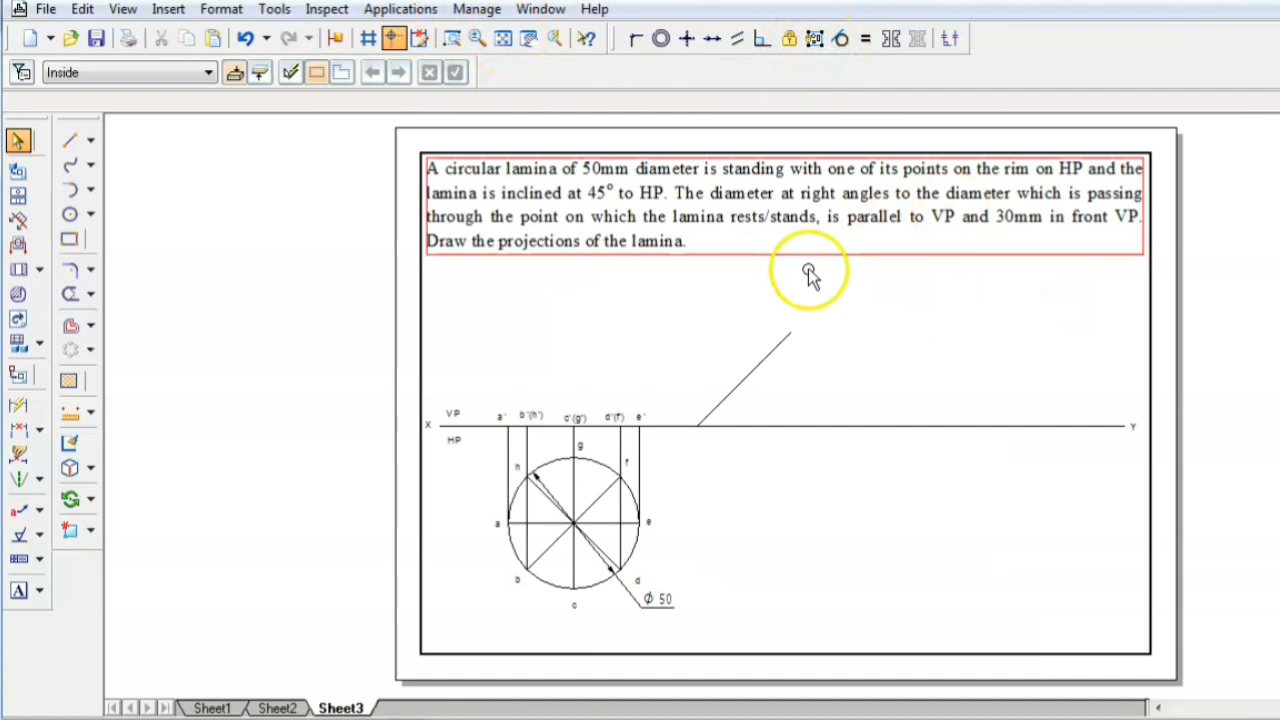 File Edit View Insert Format Tools Inspect Applications Manage Window Help
Inside
A circular lamina of 50mm diameter is standing with one of its points on the rim on HP and the
lamina is inclined at 45° to HP. The diameter at right angles to the diameter which is passing
through the point on which the lamina rests/stands, is parallel to VP and 30mm in front VP.
Draw the projections of the lamina.
a' b'(h') c'(g') d'(f) e'
VP
X Y
HP
g
h f
a e
b d
c
Φ 50
A
Sheet1 Sheet2 Sheet3